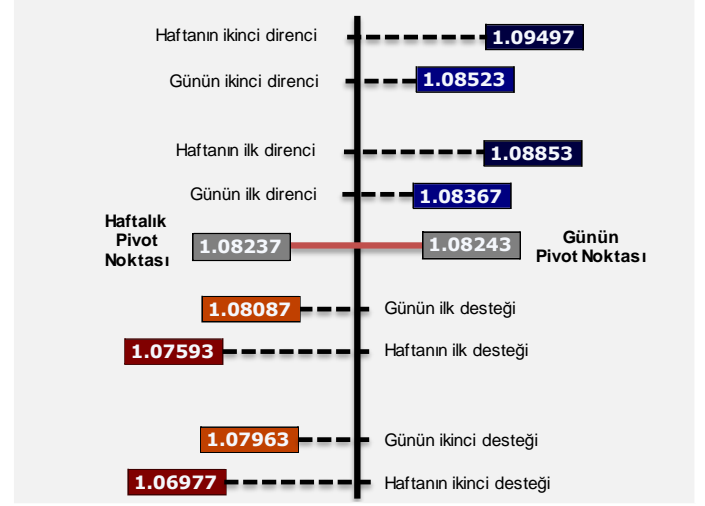 Haftanın ikinci direnci
1.09497
Günün ikinci direnci
1.08523
Haftanın ilk direnci
1.08853
Günün ilk direnci
1.08367
Haftalık
Pivot
Noktası
1.08237
1.08243
Günün
Pivot Noktası
1.08087
Günün ilk desteği
1.07593
Haftanın ilk desteği
1.07963
Günün ikinci desteği
1.06977
Haftanın ikinci desteği